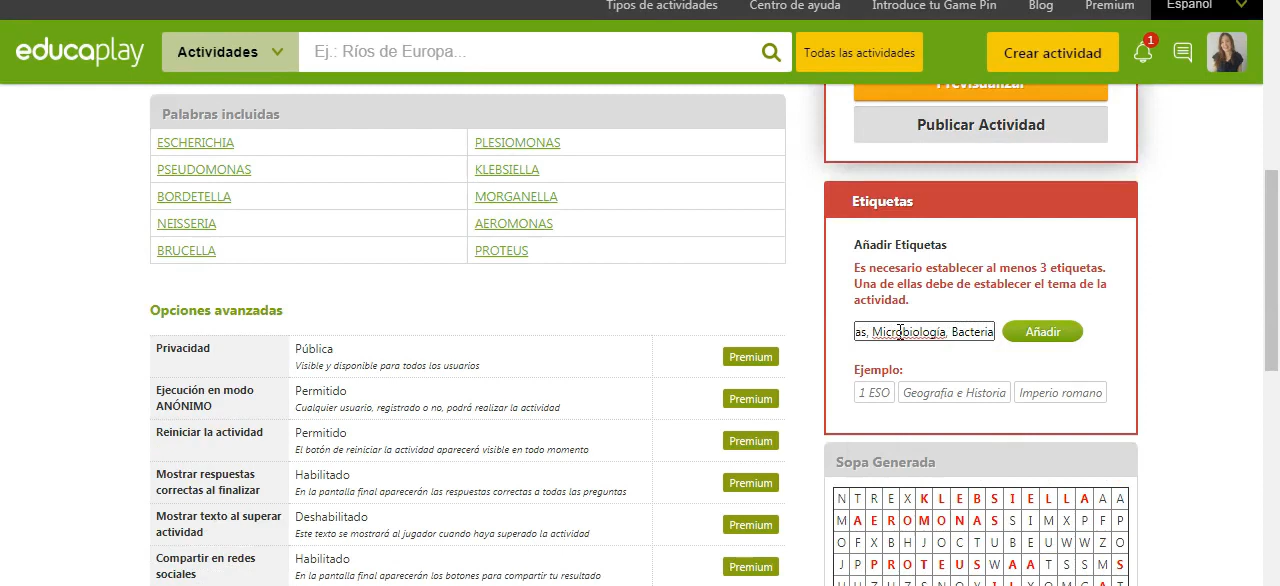 Tipos de actividades Centro de ayuda Introduce tu Game Pin Blog Premium Español
educaplay Actividades Ej.: Ríos de Europa... Todas las actividades Crear actividad 1
Palabras incluidas
ESCHERICHIA PLESIOMONAS
PSEUDOMONAS KLEBSIELLA
BORDETELLA MORGANELLA
NEISSERIA AEROMONAS
BRUCELLA PROTEUS
Opciones avanzadas
Privacidad Pública Premium
Visible y disponible para todos los usuarios
Ejecución en modo ANÓNIMO Permitido Premium
Cualquier usuario, registrado o no, podrá realizar la actividad
Reiniciar la actividad Permitido Premium
El botón de reiniciar la actividad aparecerá visible en todo momento
Mostrar respuestas correctas al finalizar Habilitado Premium
En la pantalla final aparecerán las respuestas correctas a todas las preguntas
Mostrar texto al superar actividad Deshabilitado Premium
Este texto se mostrará al jugador cuando haya superado la actividad
Compartir en redes sociales Habilitado Premium
En la pantalla final aparecerán los botones para compartir tu resultado
Previsualizar
Publicar Actividad
Etiquetas
Añadir Etiquetas
Es necesario establecer al menos 3 etiquetas.
Una de ellas debe de establecer el tema de la
actividad.
as, Microbiología, Bacteria Añadir
Ejemplo:
1 ESO Geografía e Historia Imperio romano
Sopa Generada
N T R E X K L E B S I E L L A A A
M A E R O M O N A S S I M X P F P
O F X B H J O C T U B E U W W Z O
J P P R O T E U S W A A T S S M S